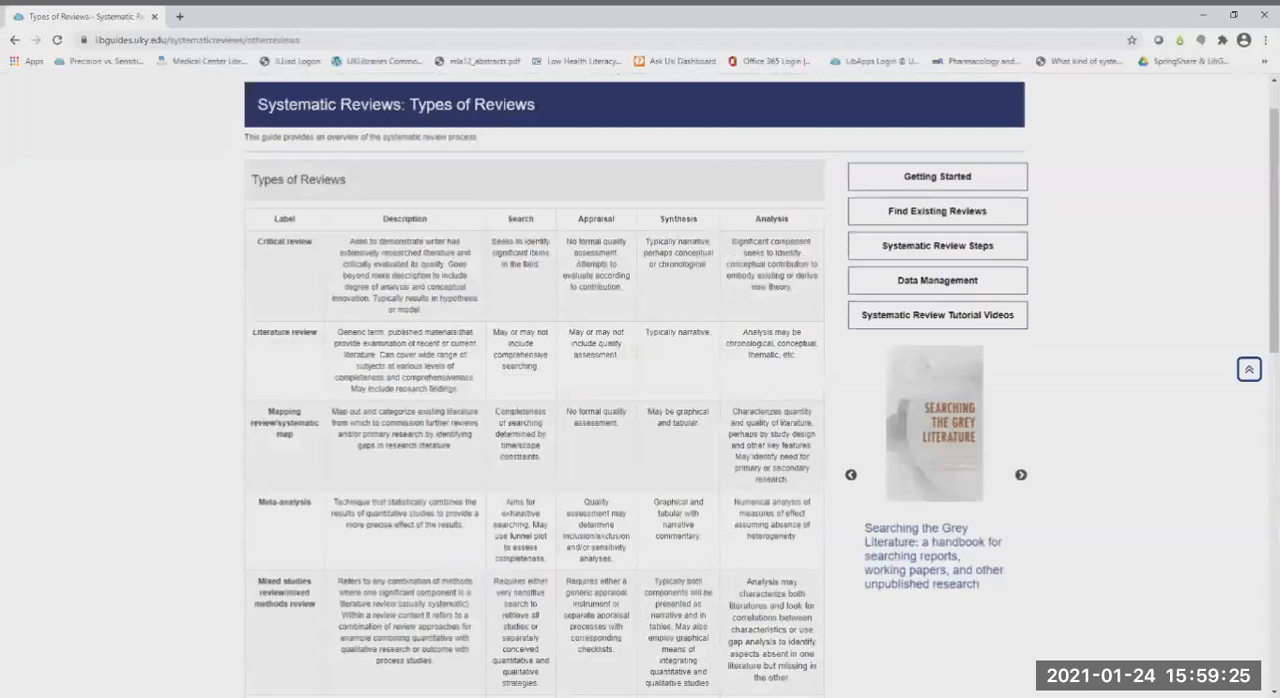 Types of Reviews - Systematic Re
libguides.uky.edu/systematicreviews/otherreviews
Apps
Precision vs. Sensiti...
Medical Center Libr...
ILLiad Logon
UKLibraries Commo...
mla12_abstracts.pdf
Low Health Literacy...
Ask Us: Dashboard
Office 365 Login |...
LibApps Login @ U...
Pharmacology and...
What kind of syste...
SpringShare & LibG...
Systematic Reviews: Types of Reviews
This guide provides an overview of the systematic review process
Types of Reviews
Label Description Search Appraisal Synthesis Analysis
Critical review
Aims to demonstrate writer has
extensively researched literature and
critically evaluated its quality. Goes
beyond mere description to include
degree of analysis and conceptual
innovation. Typically results in hypothesis
or model
Seeks to identify
significant items
in the field
No formal quality
assessment.
Attempts to
evaluate according
to contribution.
Typically narrative,
perhaps conceptual
or chronological
Significant component
: seeks to identify
conceptual contribution to
embody existing or derive
new theory.
Literature review
Generic term: published materials that
provide examination of recent or current
literature. Can cover wide range of
subjects at various levels of
completeness and comprehensiveness.
May include research findings
May or may not
include
comprehensive
searching
May or may not
include quality
assessment
Typically narrative.
Analysis may be
chronological, conceptual,
thematic, etc.
Mapping
review/systematic
map
Map out and categorize existing literature
from which to commission further reviews
and/or primary research by identifying
gaps in research literature
Completeness
of searching
determined by
time/scope
constraints.
No formal quality
assessment.
May be graphical
and tabular
Characterizes quantity
and quality of literature,
perhaps by study design
and other key features
May identify need for
primary or secondary
research.
Meta-analysis
Technique that statistically combines the
results of quantitative studies to provide a
more precise effect of the results.
Aims for
exhaustive
searching. May
use funnel plot
to assess
completeness.
Quality
assessment may
determine
inclusion/exclusion
and/or sensitivity
analyses.
Graphical and
tabular with
narrative
commentary.
Numerical analysis of
measures of effect
assuming absence of
heterogeneity
Mixed studies
review/mixed
methods review
Refers to any combination of methods
where one significant component is a
literature review (usually systematic)
Within a review context it refers to a
combination of review approaches for
example combining quantitative with
qualitative research or outcome with
process studies.
Requires either
very sensitive
search to
retrieve all
studies or
separately
conceived
quantitative and
qualitative
strategies.
Requires either a
generic appraisal
instrument or
separate appraisal
processes with
corresponding
checklists.
Typically both
components will be
presented as
narrative and in
tables. May also
employ graphical
means of
integrating
quantitative and
qualitative studies
Analysis may
characterize both
literatures and look for
correlations between
characteristics or use
gap analysis to identify
aspects absent in one
literature but missing in
the other
Getting Started
Find Existing Reviews
Systematic Review Steps
Data Management
Systematic Review Tutorial Videos
SEARCHING
THE GREY
LITERATURE
Searching the Grey
Literature: a handbook for
searching reports,
working papers, and other
unpublished research
2021-01-24 15:59:25